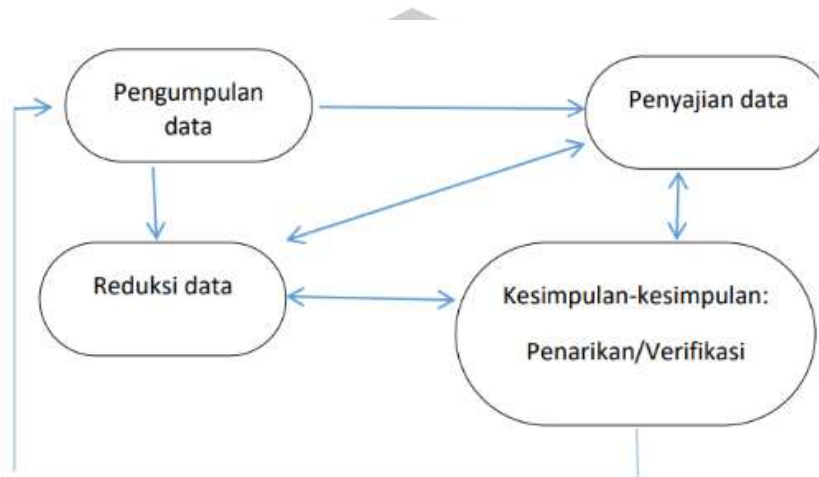 Pengumpulan
data
Penyajian data
Reduksi data
Kesimpulan-kesimpulan:
Penarikan/Verifikasi